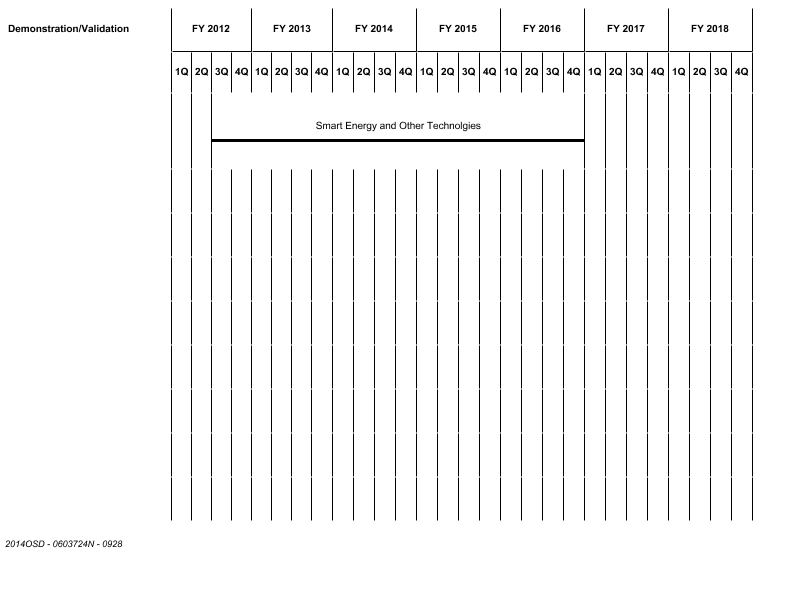 Demonstration/Validation FY 2012 FY 2013 FY 2014 FY 2015 FY 2016 FY 2017 FY 2018
1Q 2Q 3Q 4Q 1Q 2Q 3Q 4Q 1Q 2Q 3Q 4Q 1Q 2Q 3Q 4Q 1Q 2Q 3Q 4Q 1Q 2Q 3Q 4Q 1Q 2Q 3Q 4Q
Smart Energy and Other Technolgies
2014OSD - 0603724N - 0928